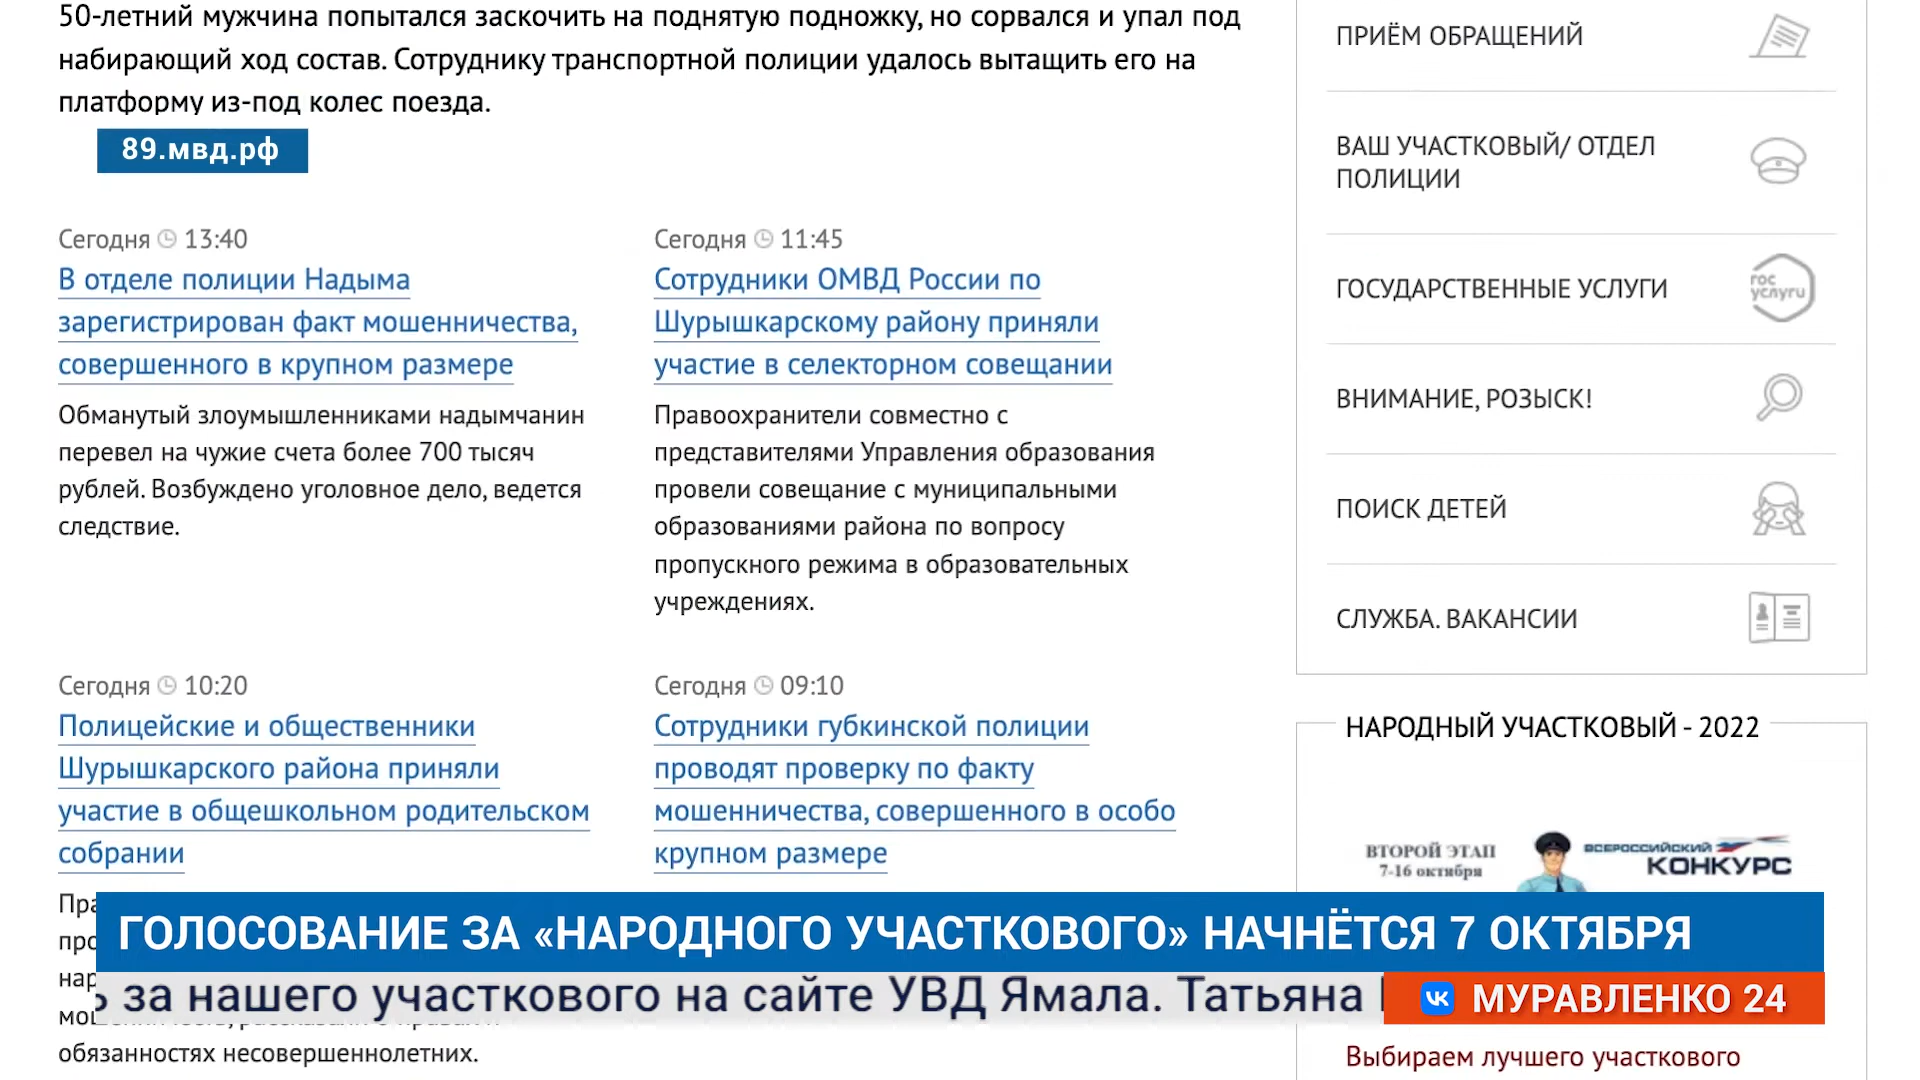 50-летний мужчина попытался заскочить на поднятую подножку, но сорвался и упал под
набирающий ход состав. Сотруднику транспортной полиции удалось вытащить его на
платформу из-под колес поезда.
89.мвд.рф
Сегодня 13:40
В отделе полиции Надыма
зарегистрирован факт мошенничества,
совершенного в крупном размере
Обманутый злоумышленниками надымчанин
перевел на чужие счета более 700 тысяч
рублей. Возбуждено уголовное дело, ведется
следствие.
Сегодня 11:45
Сотрудники ОМВД России по
Шурышкарскому району приняли
участие в селекторном совещании
Правоохранители совместно с
представителями Управления образования
провели совещание с муниципальными
образованиями района по вопросу
пропускного режима в образовательных
учреждениях.
Сегодня 10:20
Полицейские и общественники
Шурышкарского района приняли
участие в общешкольном родительском
собрании
обязанностях несовершеннолетних.
Сегодня 09:10
Сотрудники губкинской полиции
проводят проверку по факту
мошенничества, совершенного в особо
крупном размере
ПРИЁМ ОБРАЩЕНИЙ
ВАШ УЧАСТКОВЫЙ/ ОТДЕЛ
ПОЛИЦИИ
ГОСУДАРСТВЕННЫЕ УСЛУГИ
гос
услуги
ВНИМАНИЕ, РОЗЫСК!
ПОИСК ДЕТЕЙ
СЛУЖБА. ВАКАНСИИ
НАРОДНЫЙ УЧАСТКОВЫЙ - 2022
ВТОРОЙ ЭТАП
7-16 октября
ВСЕРОССИЙСКИЙ
КОНКУРС
Выбираем лучшего участкового
ГОЛОСОВАНИЕ ЗА «НАРОДНОГО УЧАСТКОВОГО» НАЧНЁТСЯ 7 ОКТЯБРЯ
за нашего участкового на сайте УВД Ямала. Татьяна
МУРАВЛЕНКО 24